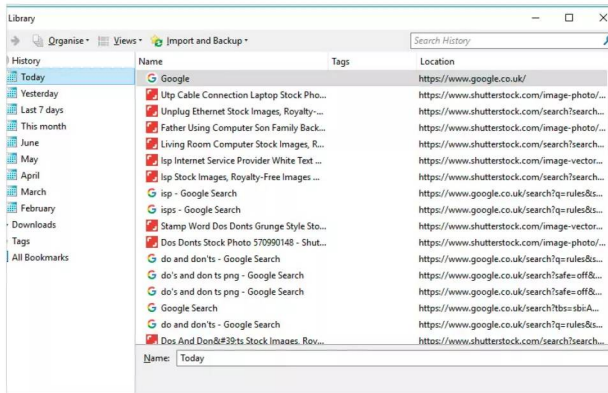 Library
Organise Views Import and Backup Search History
History
Today
Yesterday
Last 7 days
This month
June
May
April
March
February
Downloads
Tags
All Bookmarks
Name Tags Location
Google https://www.google.co.uk/
Utp Cable Connection Laptop Stock Pho... https://www.shutterstock.com/image-photo/...
Unplug Ethernet Stock Images, Royalty-... https://www.shutterstock.com/search?search...
Father Using Computer Son Family Back... https://www.shutterstock.com/image-photo/...
Living Room Computer Stock Images, R... https://www.shutterstock.com/search?search...
Isp Internet Service Provider White Text ... https://www.shutterstock.com/image-vector...
Isp Stock Images, Royalty-Free Images ... https://www.shutterstock.com/search?search...
isp - Google Search https://www.google.co.uk/search?q=rules&s...
isps - Google Search https://www.google.co.uk/search?q=rules&s...
Stamp Word Dos Donts Grunge Style Sto... https://www.shutterstock.com/image-vector...
Dos Donts Stock Photo 570990148 - Shut... https://www.shutterstock.com/image-photo/...
do and don'ts - Google Search https://www.google.co.uk/search?q=rules&s...
do's and don ts png - Google Search https://www.google.co.uk/search?safe=off&...
do's and don ts png - Google Search https://www.google.co.uk/search?safe=off&...
Google Search https://www.google.co.uk/search?tbs=sbi:A...
do and don'ts - Google Search https://www.google.co.uk/search?q=rules&s...
Dos And Don&#39;ts Stock Images, Roy... https://www.shutterstock.com/search?search...
Name: Today